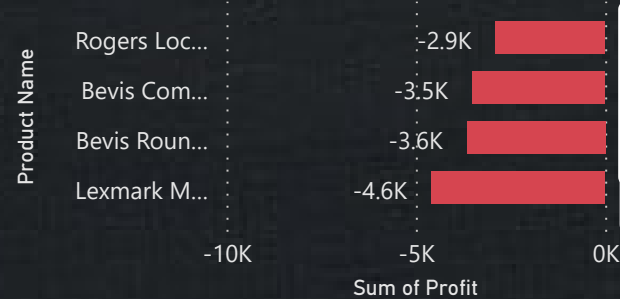 Product Name
Rogers Loc... -2.9K
Bevis Com... -3.5K
Bevis Roun... -3.6K
Lexmark M... -4.6K
-10K -5K 0K
Sum of Profit